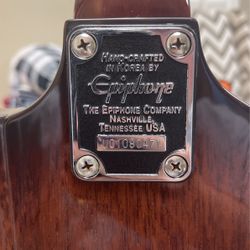 Hand-Crafted
in Korea by
Epiphone
The Epiphone Company
Nashville,
Tennessee USA